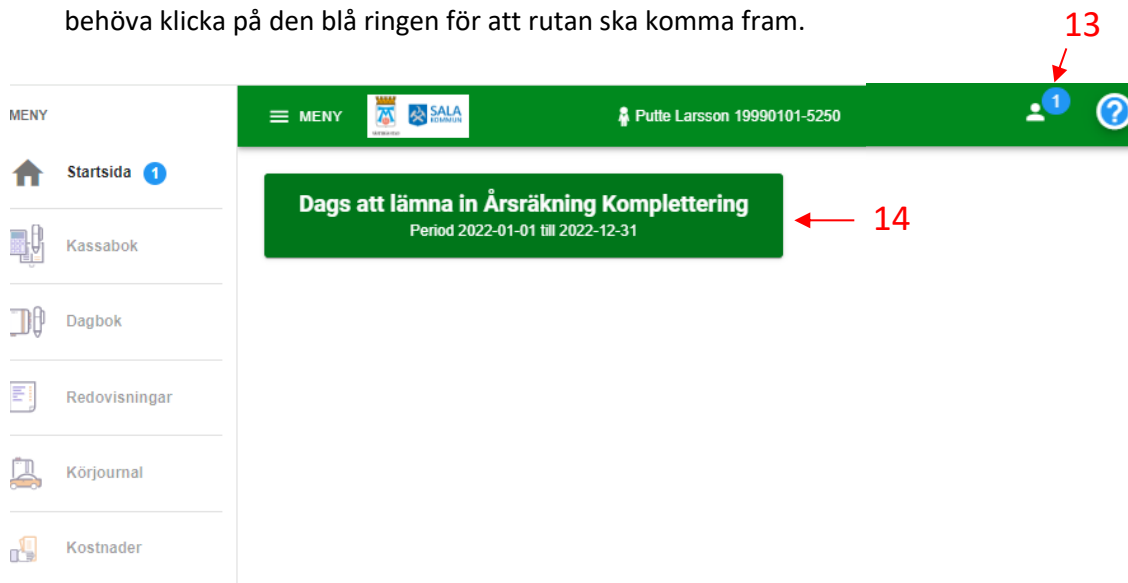 behöva klicka på den blå ringen för att rutan ska komma fram.
13
MENY
MENY
SALA
KOMMUN
Putte Larsson 19990101-5250
1
?
Startsida 1
Dags att lämna in Årsräkning Komplettering
Period 2022-01-01 till 2022-12-31
14
Kassabok
Dagbok
Redovisningar
Körjournal
Kostnader